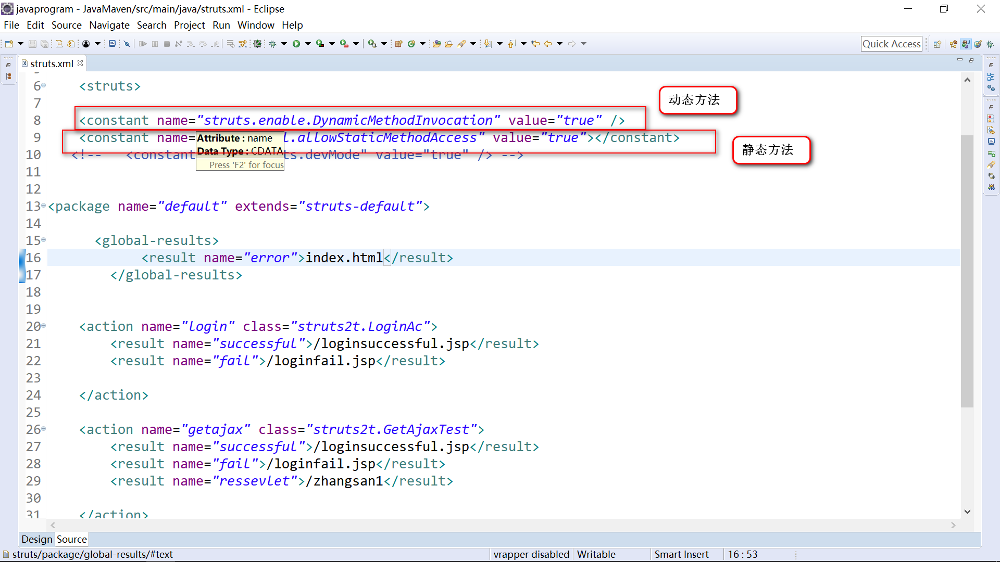 javaprogram - JavaMaven/src/main/java/struts.xml - Eclipse
File Edit Source Navigate Search Project Run Window Help
Quick Access
struts.xml
6 <struts>
动态方法
7
8 <constant name="struts.enable.DynamicMethodInvocation" value="true" />
9 <constant name= l.allowStaticMethodAccess" value="true"></constant>
Attribute : name
Data Type : CDATA
Press 'F2' for focus
静态方法
10 <!-- <constant ts.devMode" value="true" /> -->
11
12
13 <package name="default" extends="struts-default">
14
15 <global-results>
16 <result name="error">index.html</result>
17 </global-results>
18
19
20 <action name="login" class="struts2t.LoginAc">
21 <result name="successful">/loginsuccessful.jsp</result>
22 <result name="fail">/loginfail.jsp</result>
23
24 </action>
25
26 <action name="getajax" class="struts2t.GetAjaxTest">
27 <result name="successful">/loginsuccessful.jsp</result>
28 <result name="fail">/loginfail.jsp</result>
29 <result name="ressevlet">/zhangsan1</result>
30
31 </action>
Design Source
struts/package/global-results/#text vrapper disabled Writable Smart Insert 16 : 53